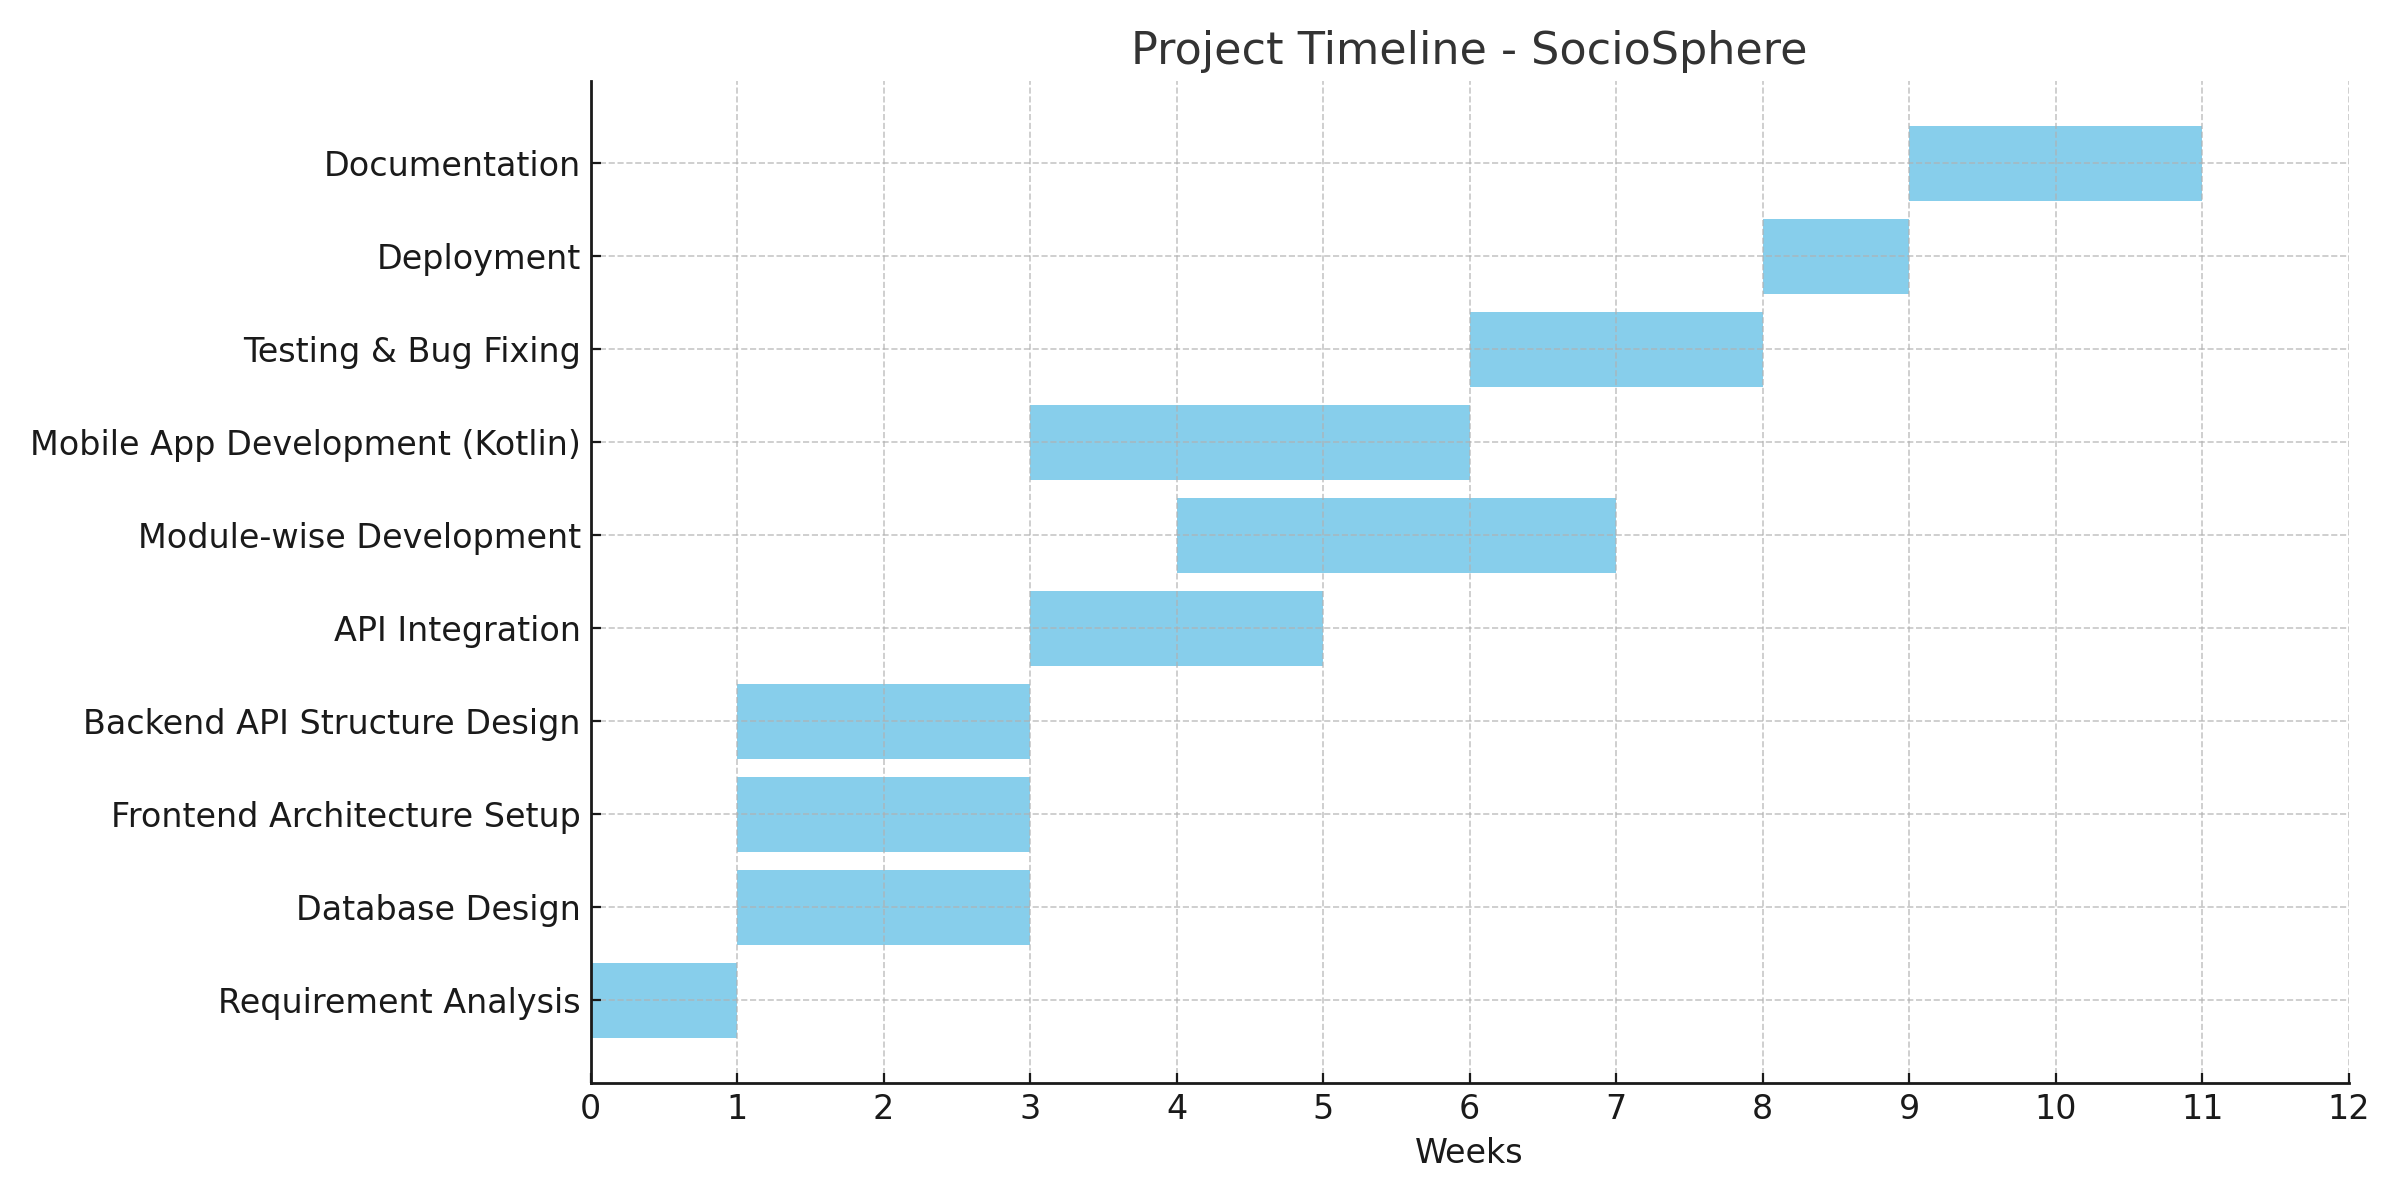 Project Timeline - SocioSphere
Documentation
Deployment
Testing & Bug Fixing
Mobile App Development (Kotlin)
Module-wise Development
API Integration
Backend API Structure Design
Frontend Architecture Setup
Database Design
Requirement Analysis
0 1 2 3 4 5 6 7 8 9 10 11 12
Weeks